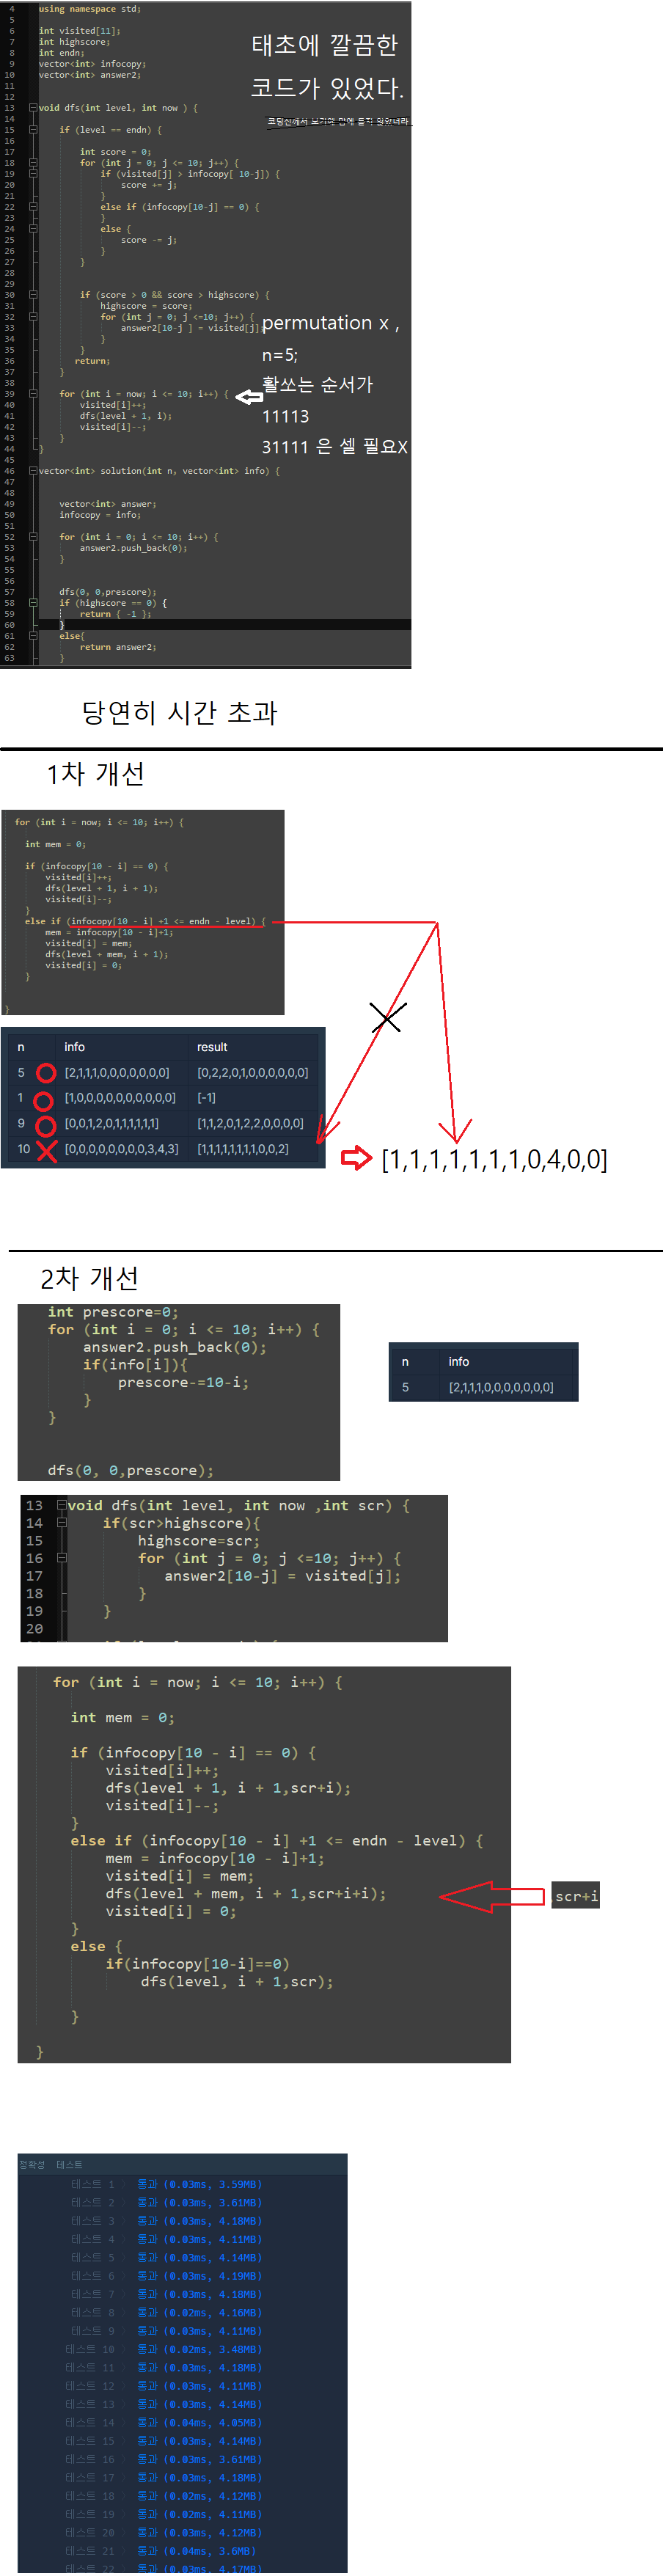 태초에 깔끔한
코드가 있었다.
코딩신께서 보기에 맘에 들지 않았네라.
4 using namespace std;
5
6 int visited[11];
7 int highscore;
8 int endn;
9 vector<int> infocopy;
10 vector<int> answer2;
11
12
13 void dfs(int level, int now ) {
14
15 if (level == endn) {
16
17 int score = 0;
18 for (int j = 0; j <= 10; j++) {
19 if (visited[j] > infocopy[ 10-j]) {
20 score += j;
21 }
22 else if (infocopy[10-j] == 0) {
23 }
24 else {
25 score -= j;
26 }
27 }
28
29
30 if (score > 0 && score > highscore) {
31 highscore = score;
32 for (int j = 0; j <=10; j++) {
33 answer2[10-j ] = visited[j];
34 }
35 }
36 return;
37 }
38
39 for (int i = now; i <= 10; i++) {
40 visited[i]++;
41 dfs(level + 1, i);
42 visited[i]--;
43 }
44 }
45
46 vector<int> solution(int n, vector<int> info) {
47
48
49 vector<int> answer;
50 infocopy = info;
51
52 for (int i = 0; i <= 10; i++) {
53 answer2.push_back(0);
54 }
55
56
57 dfs(0, 0,prescore);
58 if (highscore == 0) {
59 return { -1 };
60 }
61 else{
62 return answer2;
63 }
permutation x ,
n=5;
활쏘는 순서가
11113
31111 은 셀 필요X
당연히 시간 초과
1차 개선
for (int i = now; i <= 10; i++) {
int mem = 0;
if (infocopy[10 - i] == 0) {
visited[i]++;
dfs(level + 1, i + 1);
visited[i]--;
}
else if (infocopy[10 - i] +1 <= endn - level) {
mem = infocopy[10 - i]+1;
visited[i] = mem;
dfs(level + mem, i + 1);
visited[i] = 0;
}
}
n info result
5 [2,1,1,1,0,0,0,0,0,0,0] [0,2,2,0,1,0,0,0,0,0,0]
1 [1,0,0,0,0,0,0,0,0,0,0] [-1]
9 [0,0,1,2,0,1,1,1,1,1,1] [1,1,2,0,1,2,2,0,0,0,0]
10 [0,0,0,0,0,0,0,0,3,4,3] [1,1,1,1,1,1,1,1,0,0,2]
[1,1,1,1,1,1,1,0,4,0,0]
2차 개선
int prescore=0;
for (int i = 0; i <= 10; i++) {
answer2.push_back(0);
if(info[i]){
prescore-=10-i;
}
}
dfs(0, 0,prescore);
n info
5 [2,1,1,1,0,0,0,0,0,0,0]
13 void dfs(int level, int now ,int scr) {
14 if(scr>highscore){
15 highscore=scr;
16 for (int j = 0; j <=10; j++) {
17 answer2[10-j] = visited[j];
18 }
19 }
20
for (int i = now; i <= 10; i++) {
int mem = 0;
if (infocopy[10 - i] == 0) {
visited[i]++;
dfs(level + 1, i + 1,scr+i);
visited[i]--;
}
else if (infocopy[10 - i] +1 <= endn - level) {
mem = infocopy[10 - i]+1;
visited[i] = mem;
dfs(level + mem, i + 1,scr+i+i);
visited[i] = 0;
}
else {
if(infocopy[10-i]==0)
dfs(level, i + 1,scr);
}
}
scr+i
정확성 테스트
테스트 1 통과 (0.03ms, 3.59MB)
테스트 2 통과 (0.03ms, 3.61MB)
테스트 3 통과 (0.03ms, 4.18MB)
테스트 4 통과 (0.03ms, 4.11MB)
테스트 5 통과 (0.03ms, 4.14MB)
테스트 6 통과 (0.03ms, 4.19MB)
테스트 7 통과 (0.03ms, 4.18MB)
테스트 8 통과 (0.02ms, 4.16MB)
테스트 9 통과 (0.03ms, 4.11MB)
테스트 10 통과 (0.02ms, 3.48MB)
테스트 11 통과 (0.03ms, 4.18MB)
테스트 12 통과 (0.03ms, 4.11MB)
테스트 13 통과 (0.03ms, 4.14MB)
테스트 14 통과 (0.04ms, 4.05MB)
테스트 15 통과 (0.03ms, 4.14MB)
테스트 16 통과 (0.03ms, 3.61MB)
테스트 17 통과 (0.03ms, 4.18MB)
테스트 18 통과 (0.02ms, 4.12MB)
테스트 19 통과 (0.02ms, 4.11MB)
테스트 20 통과 (0.03ms, 4.12MB)
테스트 21 통과 (0.04ms, 3.6MB)
테스트 22 통과 (0.03ms, 4.17MB)